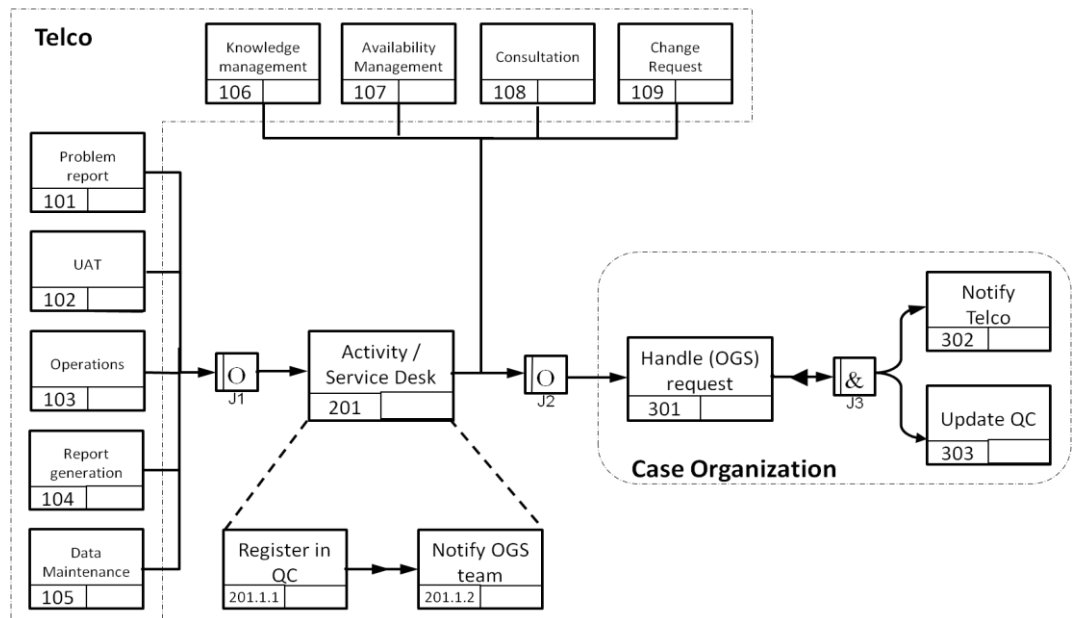 Telco
Knowledge
management
106
Availability
Management
107
Consultation
108
Change
Request
109
Problem
report
101
UAT
102
Operations
103
Report
generation
104
Data
Maintenance
105
O
J1
Activity /
Service Desk
201
O
J2
Handle (OGS)
request
301
&
J3
Notify
Telco
302
Update QC
303
Case Organization
Register in
QC
201.1.1
Notify OGS
team
201.1.2